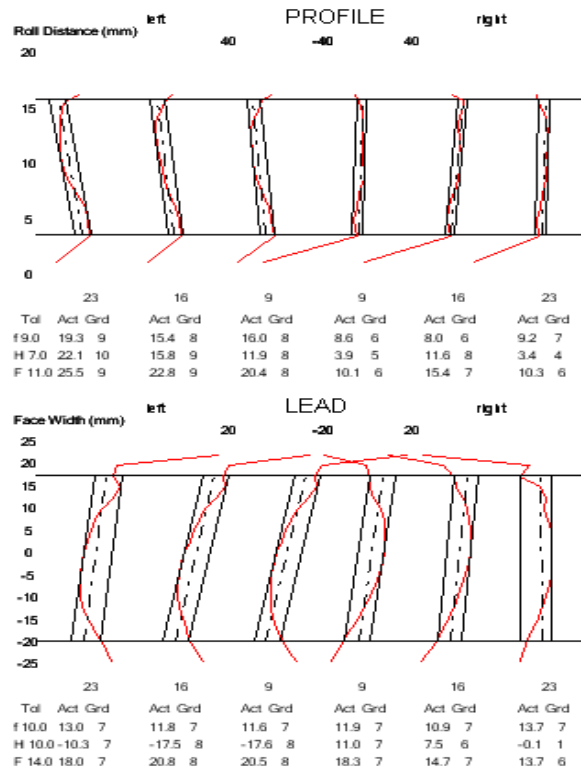 left PROFILE right
Roll Distance (mm) 40 -40 40
20
15
10
5
0
23 16 9 9 16 23
Tol Act Grd Act Grd Act Grd Act Grd Act Grd Act Grd
f 9.0 19.3 9 15.4 8 16.0 8 8.6 6 8.0 6 9.2 7
H 7.0 22.1 10 15.8 9 11.9 8 3.9 5 11.6 8 3.4 4
F 11.0 25.5 9 22.8 9 20.4 8 10.1 6 15.4 7 10.3 6
left LEAD right
Face Width (mm) 20 -20 20
25
20
15
10
5
0
-5
-10
-15
-20
-25
23 16 9 9 16 23
Tol Act Grd Act Grd Act Grd Act Grd Act Grd Act Grd
f 10.0 13.0 7 11.8 7 11.6 7 11.9 7 10.9 7 13.7 7
H 10.0 -10.3 7 -17.5 8 -17.6 8 11.0 7 7.5 6 -0.1 1
F 14.0 18.0 7 20.8 8 20.5 8 18.3 7 14.7 7 13.7 6